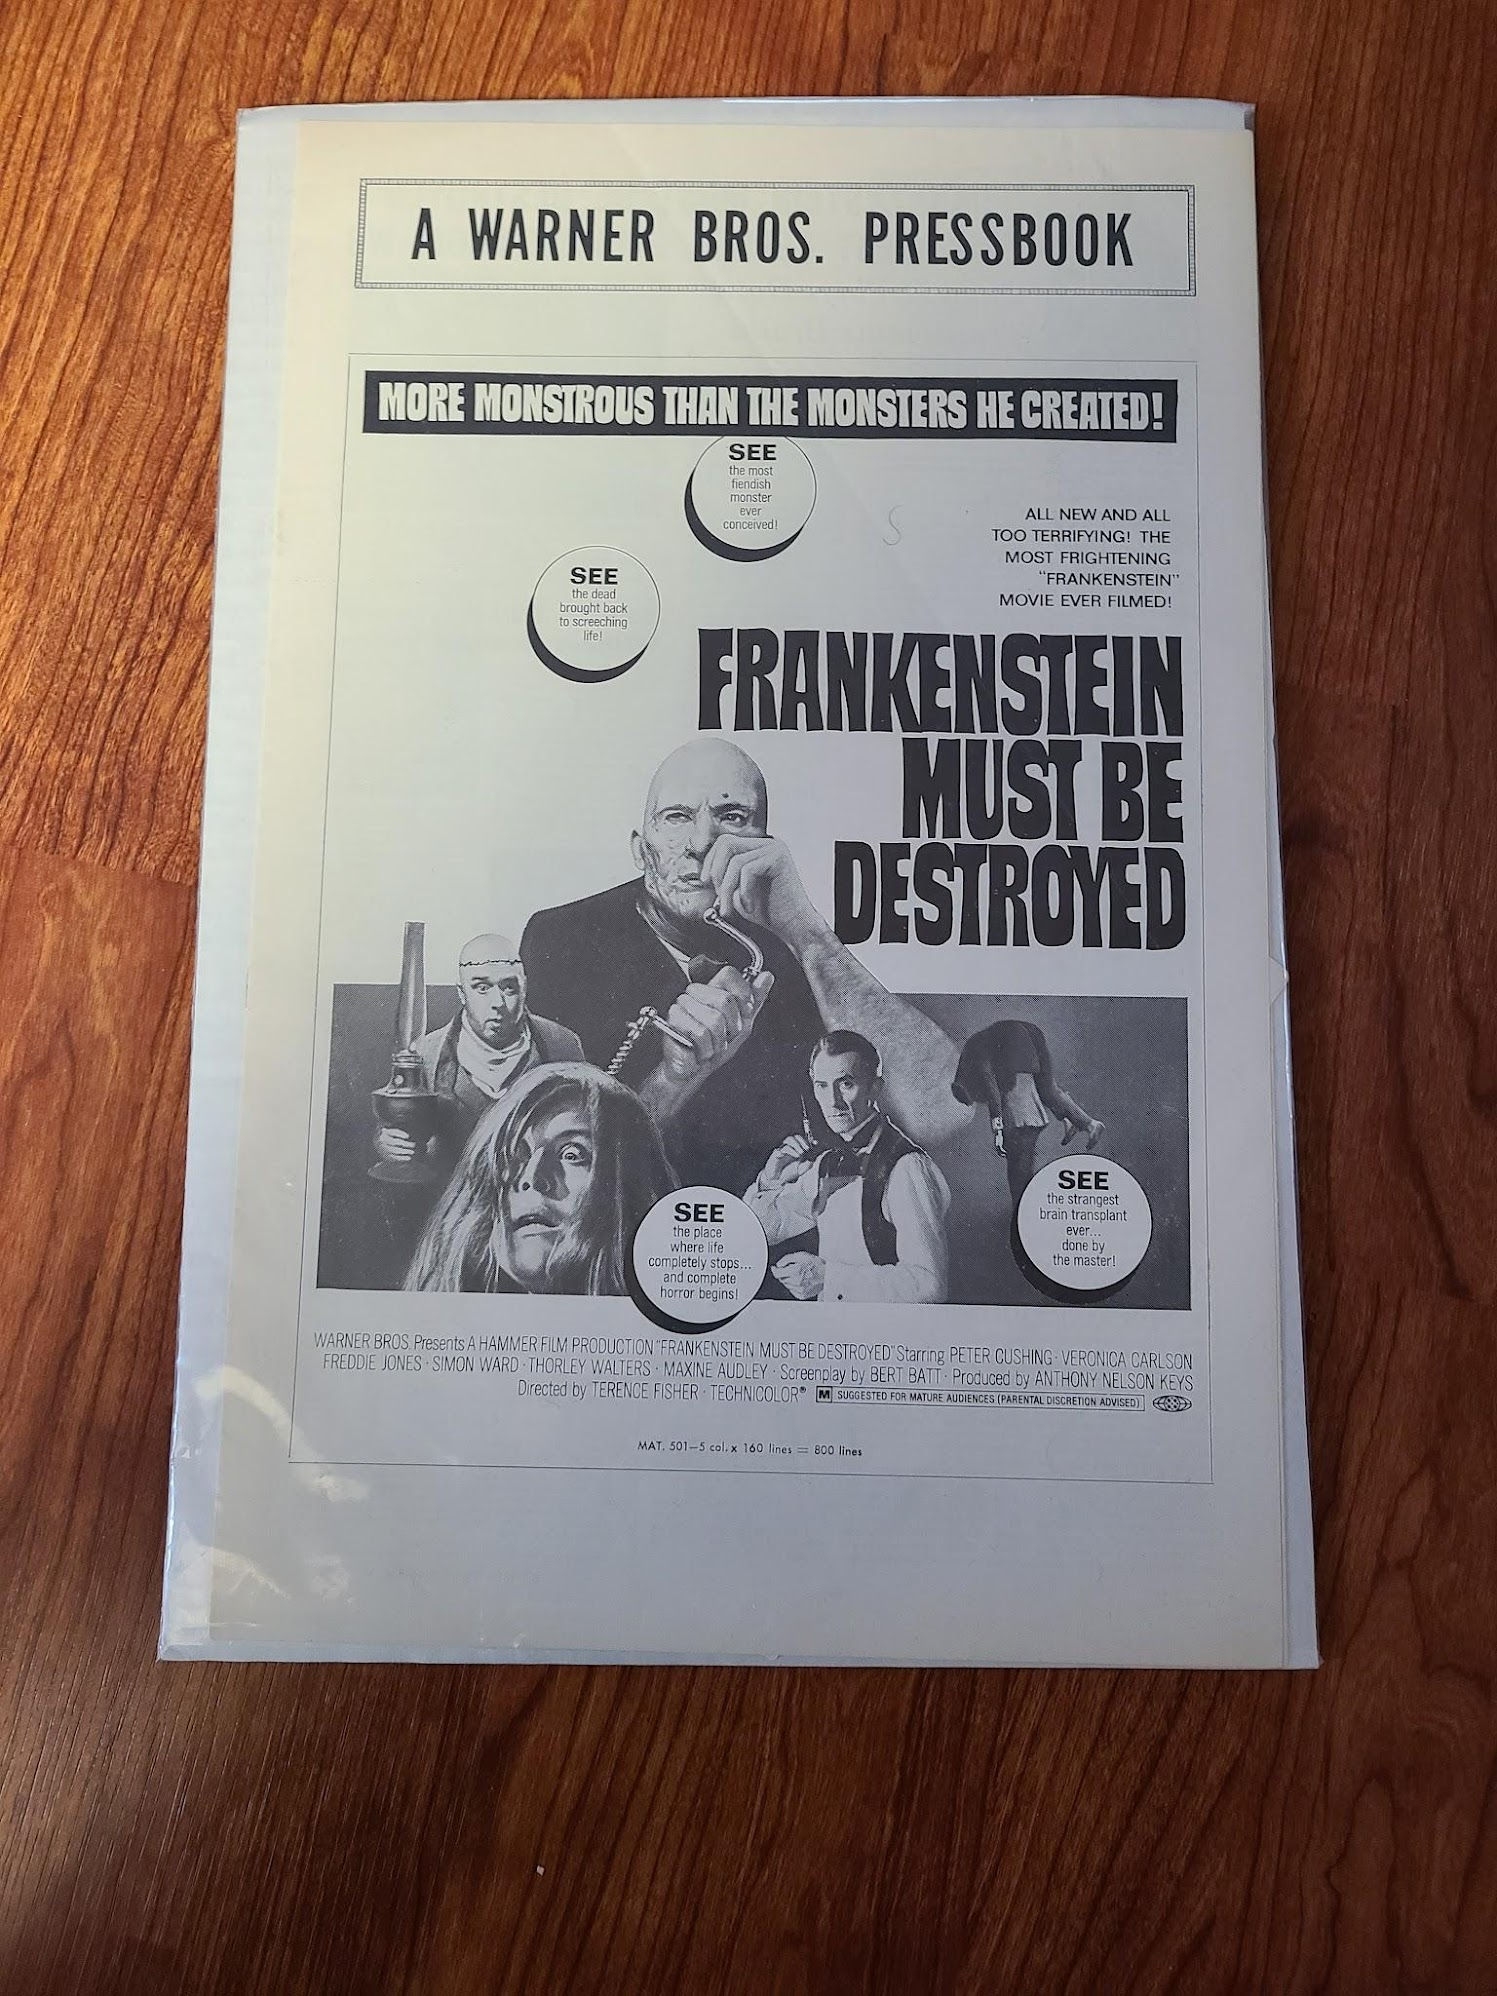 A WARNER BROS. PRESSBOOK
MORE MONSTROUS THAN THE MONSTERS HE CREATED!
SEE
the most
fiendish
monster
ever
conceived!
ALL NEW AND ALL
TOO TERRIFYING! THE
MOST FRIGHTENING
"FRANKENSTEIN"
MOVIE EVER FILMED!
SEE
the dead
brought back
to screeching
life!
FRANKENSTEIN
MUST BE
DESTROYED
SEE
the place
where life
completely stops...
and complete
horror begins!
SEE
the strangest
brain transplant
ever...
done by
the master!
WARNER BROS. Presents A HAMMER FILM PRODUCTION "FRANKENSTEIN MUST BE DESTROYED" Starring PETER CUSHING · VERONICA CARLSON
FREDDIE JONES · SIMON WARD · THORLEY WALTERS · MAXINE AUDLEY · Screenplay by BERT BATT · Produced by ANTHONY NELSON KEYS
Directed by TERENCE FISHER · TECHNICOLOR® M SUGGESTED FOR MATURE AUDIENCES (PARENTAL DISCRETION ADVISED)
MAT. 501—5 col. x 160 lines = 800 lines